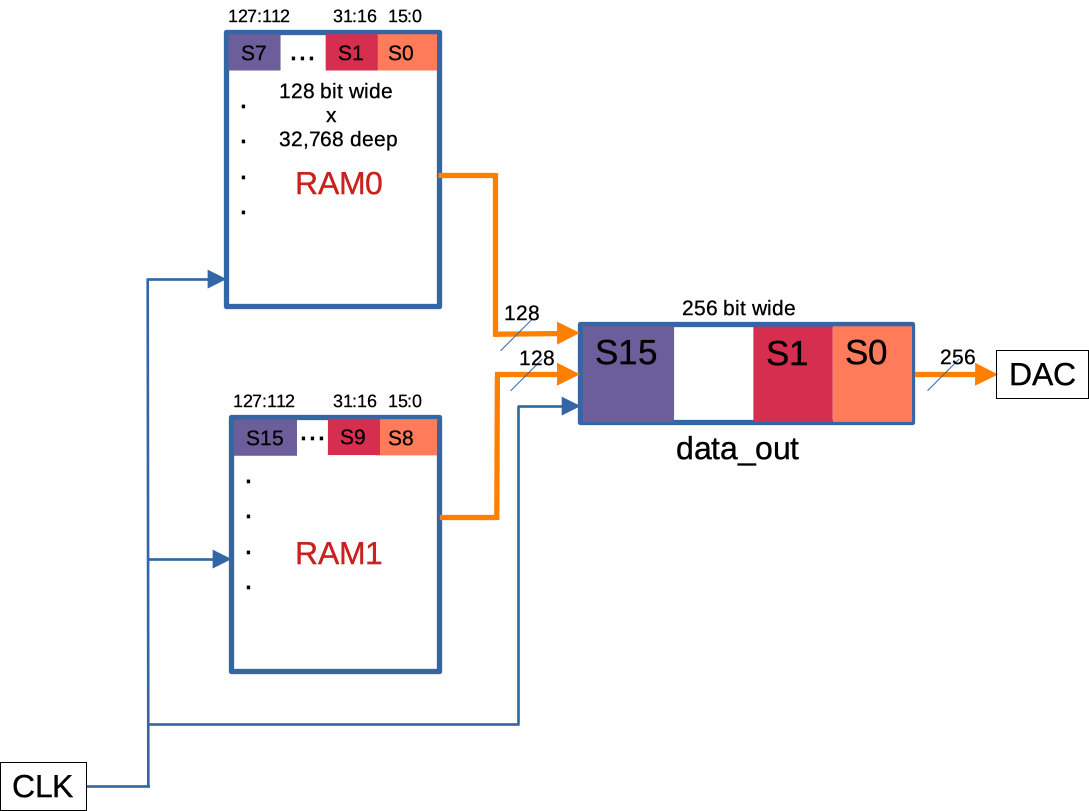 127:112 31:16 15:0
S7 ... S1 S0
128 bit wide
x
32,768 deep
RAM0
128
128
256 bit wide
S15 S1 S0
256
DAC
data_out
127:112 31:16 15:0
S15 ... S9 S8
RAM1
CLK